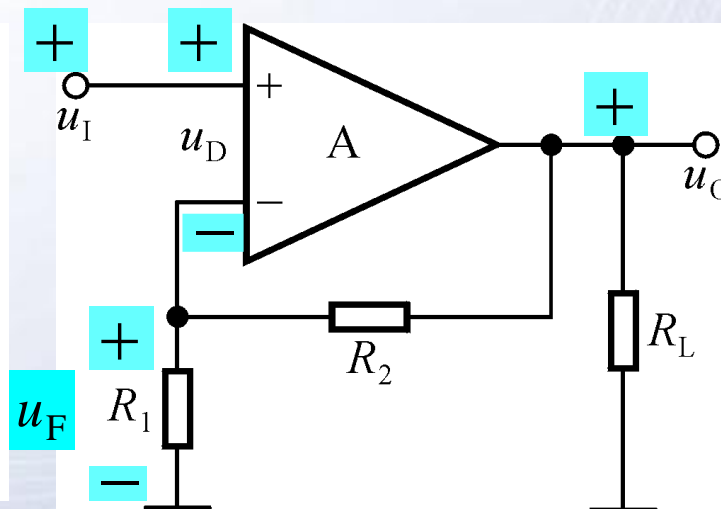 + + +
+
u_I u_D A u_O
−
−
+ R_2 R_L
u_F R_1
−